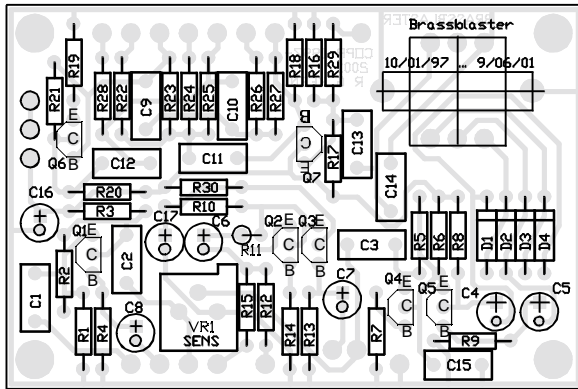 Brassblaster
10/01/97 ... 9/06/01
R19
R18
R16
R29
R21
R28
R22
C9
R23
R24
R25
C10
R26
R27
E
C
B
Q6
B
C
E
Q7
R17
C13
C12
C11
C14
R20
R30
R3
R10
C16
C17
C6
R11
Q1
E
C
B
Q2
E
C
B
Q3
E
C
B
C3
R5
R6
R8
D1
D2
D3
D4
R2
C2
C1
R1
R4
C8
VR1
SENS
R15
R12
R14
R13
C7
R7
Q4
E
C
B
Q5
E
C
B
C4
C5
R9
C15